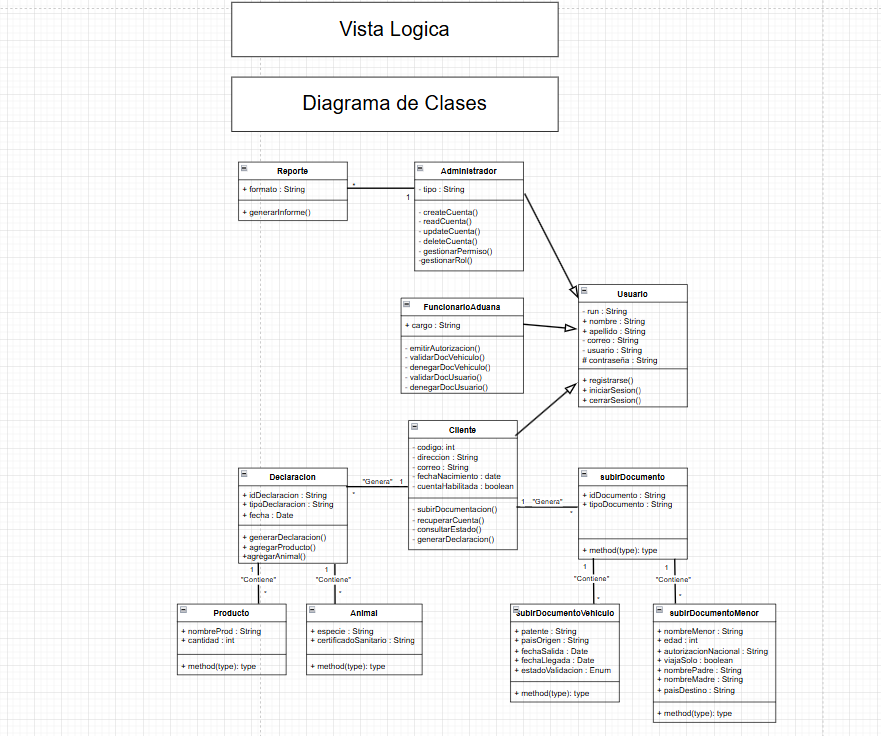 Vista Logica
Diagrama de Clases
Reporte
+ formato : String
+ generarInforme()
*
1
Administrador
- tipo : String
- createCuenta()
- readCuenta()
- updateCuenta()
- deleteCuenta()
- gestionarPermiso()
-gestionarRol()
FuncionarioAduana
+ cargo : String
- emitirAutorizacion()
- validarDocVehiculo()
- denegarDocVehiculo()
- validarDocUsuario()
- denegarDocUsuario()
Usuario
- run : String
+ nombre : String
+ apellido : String
- correo : String
- usuario : String
# contraseña : String
+ registrarse()
+ iniciarSesion()
+ cerrarSesion()
Cliente
- codigo: int
- direccion : String
- correo : String
- fechaNacimiento : date
- cuentaHabilitada : boolean
- subirDocumentacion()
- recuperarCuenta()
- consultarEstado()
- generarDeclaracion()
Declaracion
+ idDeclaracion : String
+ tipoDeclaracion : String
+ fecha : Date
+ generarDeclaracion()
+ agregarProducto()
+agregarAnimal()
"Genera" 1
*
subirDocumento
+ idDocumento : String
+ tipoDocumento : String
+ method(type): type
1 "Genera"
*
1
"Contiene"
*
1
"Contiene"
*
1
"Contiene"
*
1
"Contiene"
*
Producto
+ nombreProd : String
+ cantidad : int
+ method(type): type
Animal
+ especie : String
+ certificadoSanitario : String
+ method(type): type
subirDocumentoVehiculo
+ patente : String
+ paisOrigen : String
+ fechaSalida : Date
+ fechaLlegada : Date
+ estadoValidacion : Enum
+ method(type): type
subirDocumentoMenor
+ nombreMenor : String
+ edad : int
+ autorizacionNacional : String
+ viajaSolo : boolean
+ nombrePadre : String
+ nombreMadre : String
+ paisDestino : String
+ method(type): type